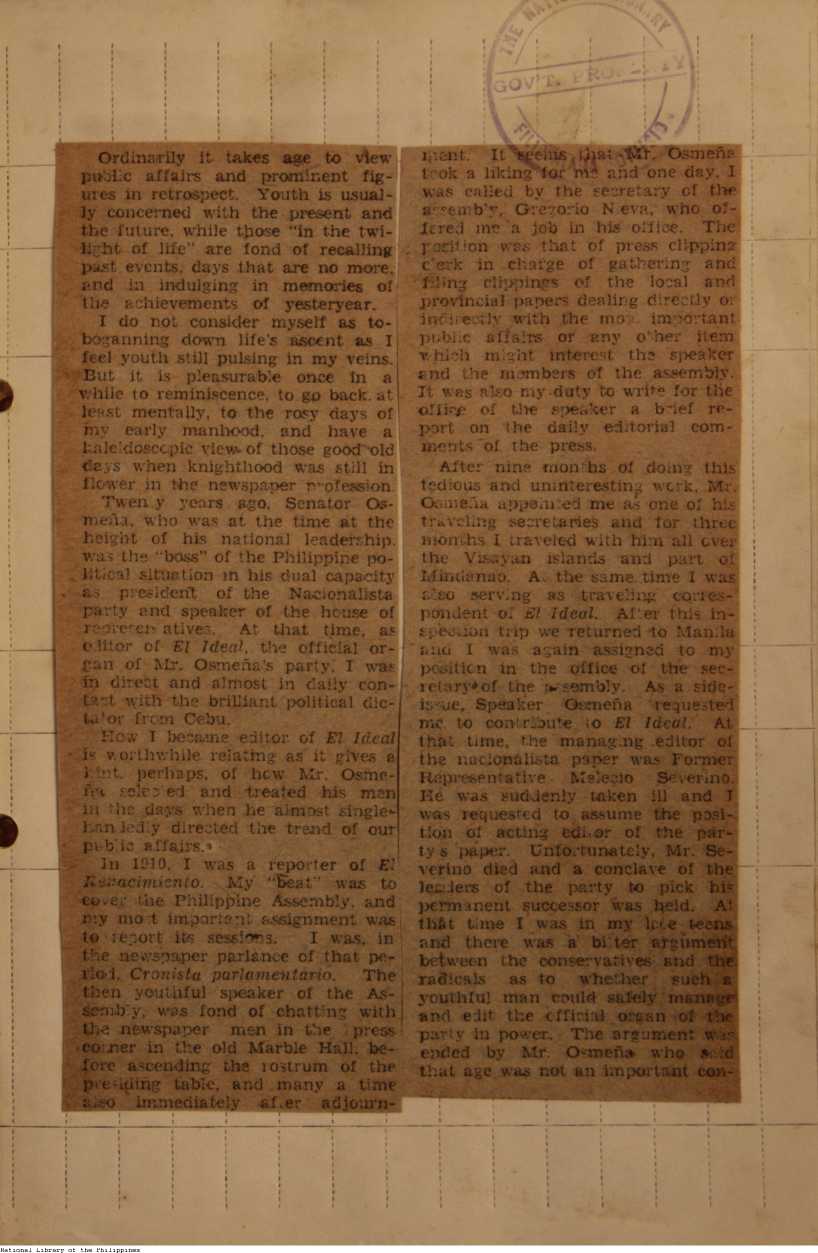 THE NATIONAL LIBRARY
GOV'T. PROPERTY
Ordinarily it takes age to view
public affairs and prominent fig-
ures in retrospect. Youth is usual-
ly concerned with the present and
the future, while those "in the twi-
light of life" are fond of recalling
past events, days that are no more,
and in indulging in memories of
the achievements of yesteryear.
I do not consider myself as to-
boganning down life's ascent as I
feel youth still pulsing in my veins.
But it is pleasurable once in a
while to reminiscence, to go back, at
least mentally, to the rosy days of
my early manhood, and have a
kaleidoscopic view of those good old
days when knighthood was still in
flower in the newspaper profession.
Twenty years ago, Senator Os-
meña, who was at the time at the
height of his national leadership,
was the "boss" of the Philippine po-
litical situation in his dual capacity
as president of the Nacionalista
party and speaker of the house of
representatives. At that time, as
editor of El Ideal, the official or-
gan of Mr. Osmeña's party, I was
in direct and almost in daily con-
tact with the brilliant political dic-
tator from Cebu.
How I became editor of El Ideal
is worthwhile relating as it gives a
hint, perhaps, of how Mr. Osme-
ña selected and treated his men
in the days when he almost single-
handedly directed the trend of our
public affairs.
In 1910, I was a reporter of El
Renacimiento. My "beat" was to
cover the Philippine Assembly, and
my most important assignment was
to report its sessions. I was, in
the newspaper parlance of that pe-
riod, Cronista parlamentario. The
then youthful speaker of the As-
sembly, was fond of chatting with
the newspaper men in the press
corner in the old Marble Hall, be-
fore ascending the rostrum of the
presiding table, and many a time
also immediately after adjourn-
ment. It seems that Mr. Osmeña
took a liking for me and one day, I
was called by the secretary of the
assembly, Gregorio Nieva, who of-
fered me a job in his office. The
position was that of press clipping
clerk in charge of gathering and
filing clippings of the local and
provincial papers dealing directly or
indirectly with the most important
public affairs or any other item
which might interest the speaker
and the members of the assembly.
It was also my duty to write for the
office of the speaker a brief re-
port on the daily editorial com-
ments of the press.
After nine months of doing this
tedious and uninteresting work, Mr.
Osmeña appointed me as one of his
traveling secretaries and for three
months I traveled with him all over
the Visayan islands and part of
Mindanao. At the same time I was
also serving as traveling corres-
pondent of El Ideal. After this in-
spection trip we returned to Manila
and I was again assigned to my
position in the office of the sec-
retary of the assembly. As a side-
issue, Speaker Osmeña requested
me to contribute to El Ideal. At
that time, the managing editor of
the nacionalista paper was Former
Representative Melecio Severino.
He was suddenly taken ill and I
was requested to assume the posi-
tion of acting editor of the par-
ty's paper. Unfortunately, Mr. Se-
verino died and a conclave of the
leaders of the party to pick his
permanent successor was held. At
that time I was in my late teens
and there was a bitter argument
between the conservatives and the
radicals as to whether such a
youthful man could safely manage
and edit the official organ of the
party in power. The argument was
ended by Mr. Osmeña who said
that age was not an important con-
National Library of the Philippines